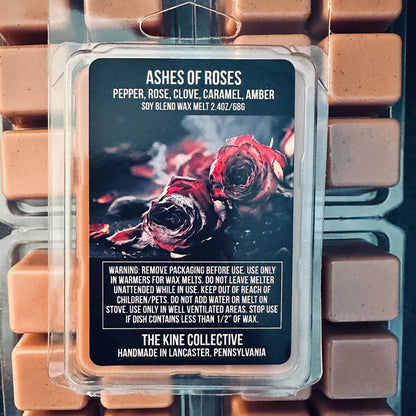 ASHES OF ROSES
PEPPER, ROSE, CLOVE, CARAMEL, AMBER
SOY BLEND WAX MELT 2.4OZ/68G
WARNING: REMOVE PACKAGING BEFORE USE. USE ONLY
IN WARMERS FOR WAX MELTS. DO NOT LEAVE MELTER
UNATTENDED WHILE IN USE. KEEP OUT OF REACH OF
CHILDREN/PETS. DO NOT ADD WATER OR MELT ON
STOVE. USE ONLY IN WELL VENTILATED AREAS. STOP USE
IF DISH CONTAINS LESS THAN 1/2" OF WAX.
THE KINE COLLECTIVE
HANDMADE IN LANCASTER, PENNSYLVANIA